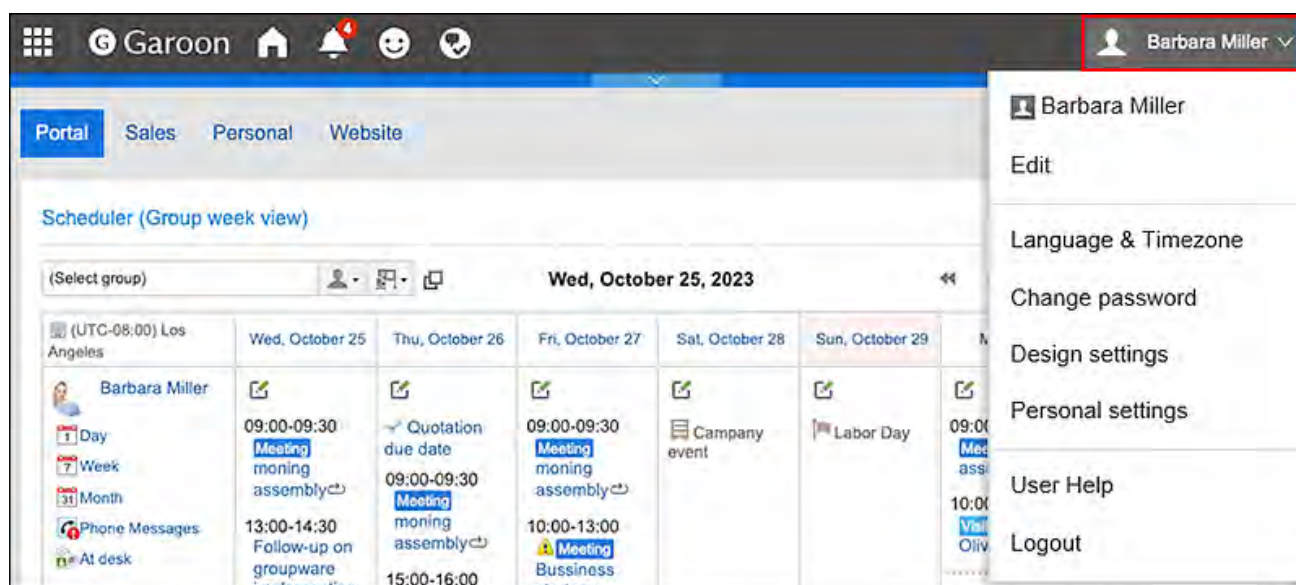 G Garoon 4 Barbara Miller
Barbara Miller
Edit
Language & Timezone
Change password
Design settings
Personal settings
User Help
Logout
Portal Sales Personal Website
Scheduler (Group week view)
(Select group) Wed, October 25, 2023
(UTC-08:00) Los
Angeles
Wed, October 25 Thu, October 26 Fri, October 27 Sat, October 28 Sun, October 29
Barbara Miller
1 Day
7 Week
31 Month
Phone Messages
At desk
09:00-09:30
Meeting
moning
assembly
13:00-14:30
Follow-up on
groupware
Quotation
due date
09:00-09:30
Meeting
moning
assembly
15:00-16:00
09:00-09:30
Meeting
moning
assembly
10:00-13:00
Meeting
Bussiness
Campany
event
Labor Day